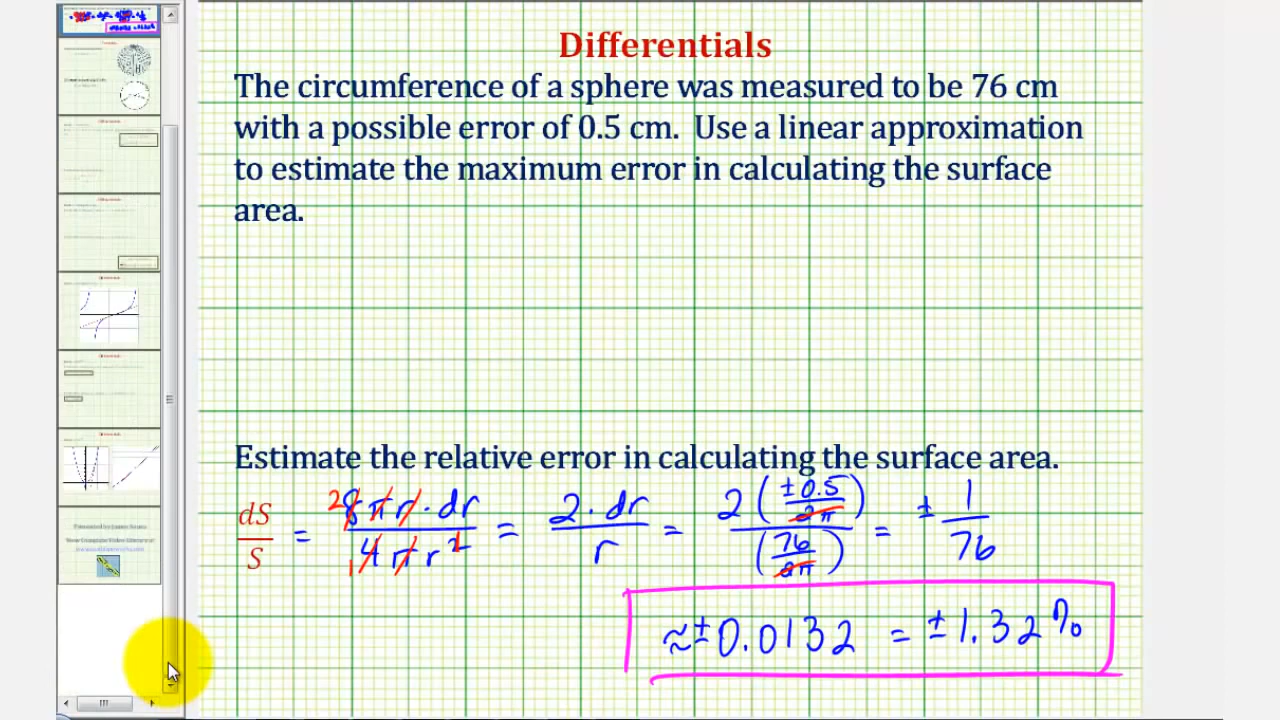 Differentials
The circumference of a sphere was measured to be 76 cm
with a possible error of 0.5 cm. Use a linear approximation
to estimate the maximum error in calculating the surface
area.
Estimate the relative error in calculating the surface area.
dS/S = 2 8πr · dr / 1 4πr² 1 = 2 · dr / r = 2(±0.5/2π) / (76/2π) = ± 1/76
≈ ± 0.0132 = ± 1.32%